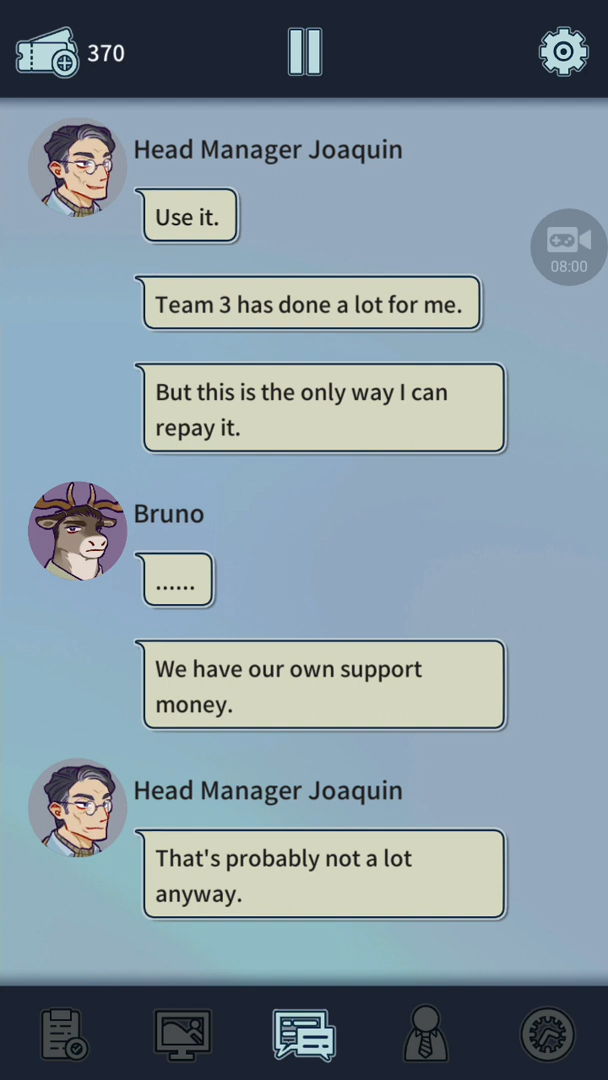 370
Head Manager Joaquin
Use it.
08:00
Team 3 has done a lot for me.
But this is the only way I can
repay it.
Bruno
......
We have our own support
money.
Head Manager Joaquin
That's probably not a lot
anyway.